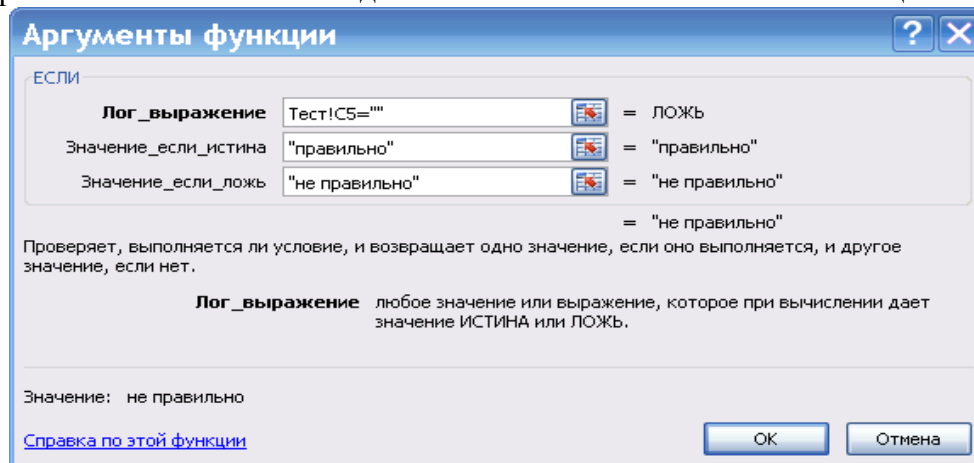 Аргументы функции
ЕСЛИ
Лог_выражение Тест!C5="" = ЛОЖЬ
Значение_если_истина "правильно" = "правильно"
Значение_если_ложь "не правильно" = "не правильно"
= "не правильно"
Проверяет, выполняется ли условие, и возвращает одно значение, если оно выполняется, и другое
значение, если нет.
Лог_выражение любое значение или выражение, которое при вычислении дает
значение ИСТИНА или ЛОЖЬ.
Значение: не правильно
Справка по этой функции ОК Отмена